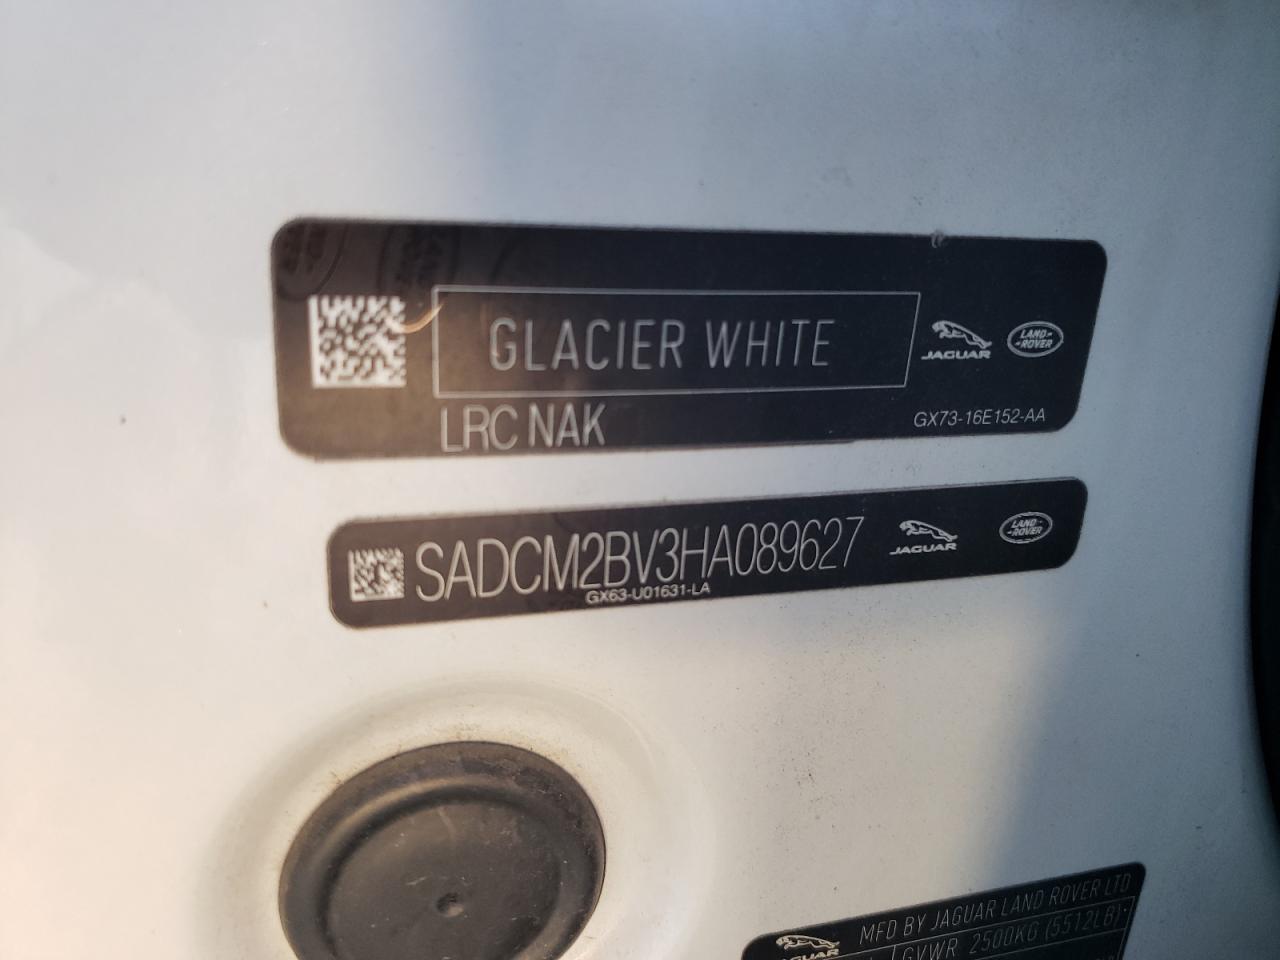 GLACIER WHITE
JAGUAR
LAND-
-ROVER
LRC NAK
GX73-16E152-AA
SADCM2BV3HA089627
JAGUAR
LAND-
-ROVER
GX63-U01631-LA
MFD BY JAGUAR LAND ROVER LTD
JAGUAR
GVWR 2500KG (5512LB)